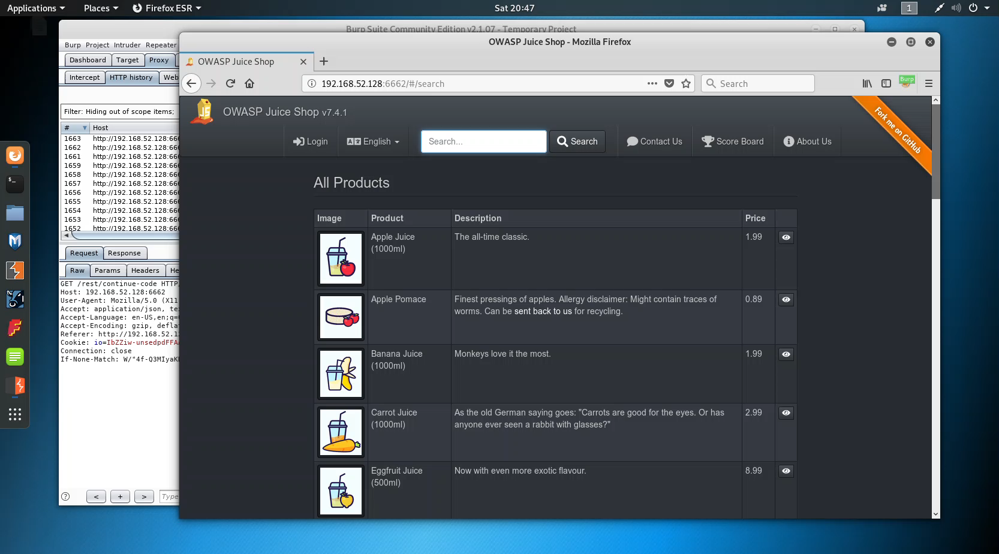 Applications
Places
Firefox ESR
Sat 20:47
1
Burp Suite Community Edition v2.1.07 - Temporary Project
Burp Project Intruder Repeater
Dashboard Target Proxy
Intercept HTTP history Web
Filter: Hiding out of scope items;
# Host
1663 http://192.168.52.128:666
1662 http://192.168.52.128:666
1661 http://192.168.52.128:666
1659 http://192.168.52.128:666
1658 http://192.168.52.128:666
1657 http://192.168.52.128:666
1656 http://192.168.52.128:666
1655 http://192.168.52.128:666
1654 http://192.168.52.128:666
1653 http://192.168.52.128:666
1652 http://192.168.52.128:666
Request Response
Raw Params Headers He
GET /rest/continue-code HTTP/
Host: 192.168.52.128:6662
User-Agent: Mozilla/5.0 (X11
Accept: application/json, te
Accept-Language: en-US,en;q=
Accept-Encoding: gzip, defla
Referer: http://192.168.52.1
Cookie: io=IbZZiw-unsedpdFFA
Connection: close
If-None-Match: W/"4f-Q3MIyaK
? < + > Type
OWASP Juice Shop - Mozilla Firefox
OWASP Juice Shop
192.168.52.128:6662/#/search
Search
Burp
JS
OWASP Juice Shop v7.4.1
Fork me on GitHub
Login
English
Search...
Search
Contact Us
Score Board
About Us
All Products
Image Product Description Price
Apple Juice The all-time classic. 1.99
(1000ml)
Apple Pomace Finest pressings of apples. Allergy disclaimer: Might contain traces of 0.89
worms. Can be sent back to us for recycling.
Banana Juice Monkeys love it the most. 1.99
(1000ml)
Carrot Juice As the old German saying goes: "Carrots are good for the eyes. Or has 2.99
(1000ml) anyone ever seen a rabbit with glasses?"
Eggfruit Juice Now with even more exotic flavour. 8.99
(500ml)